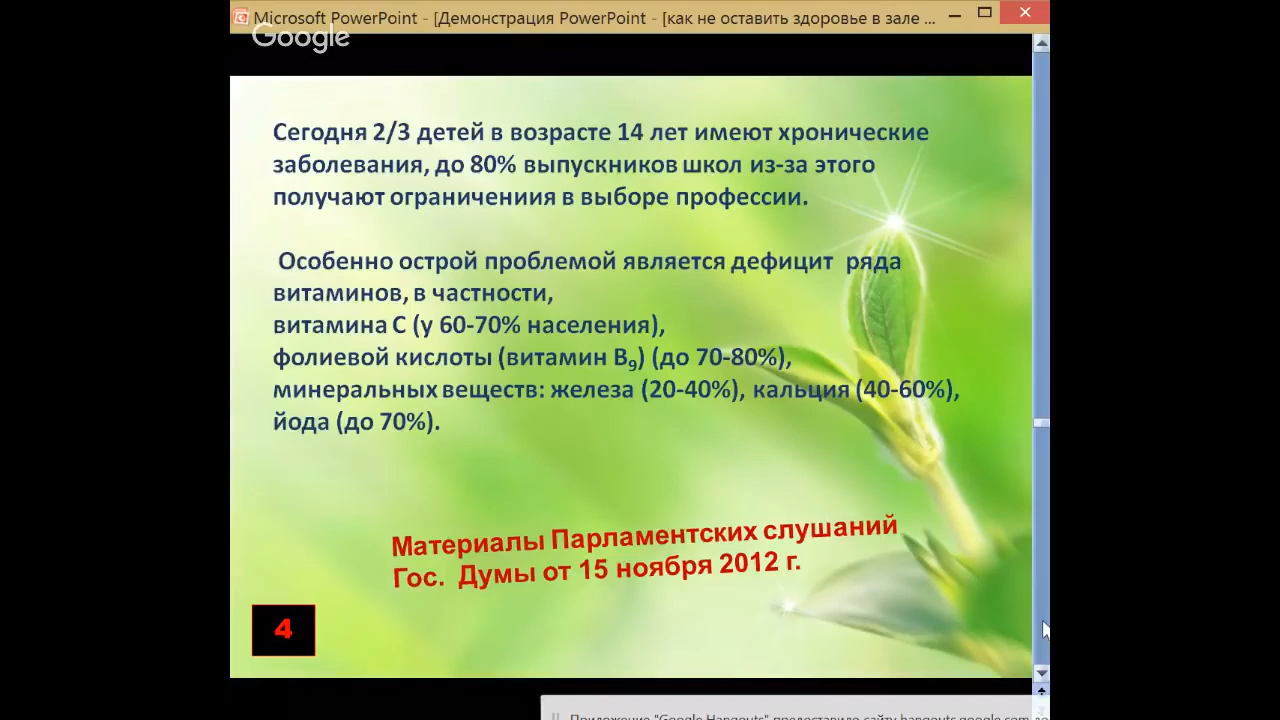 Microsoft PowerPoint - [Демонстрация PowerPoint - [как не оставить здоровье в зале ...
Google
Сегодня 2/3 детей в возрасте 14 лет имеют хронические
заболевания, до 80% выпускников школ из-за этого
получают ограничениия в выборе профессии.
Особенно острой проблемой является дефицит ряда
витаминов, в частности,
витамина С (у 60-70% населения),
фолиевой кислоты (витамин В₉) (до 70-80%),
минеральных веществ: железа (20-40%), кальция (40-60%),
йода (до 70%).
Материалы Парламентских слушаний
Гос. Думы от 15 ноября 2012 г.
4
Приложение "Google Hangouts" предоставило сайту hangouts.google.com до